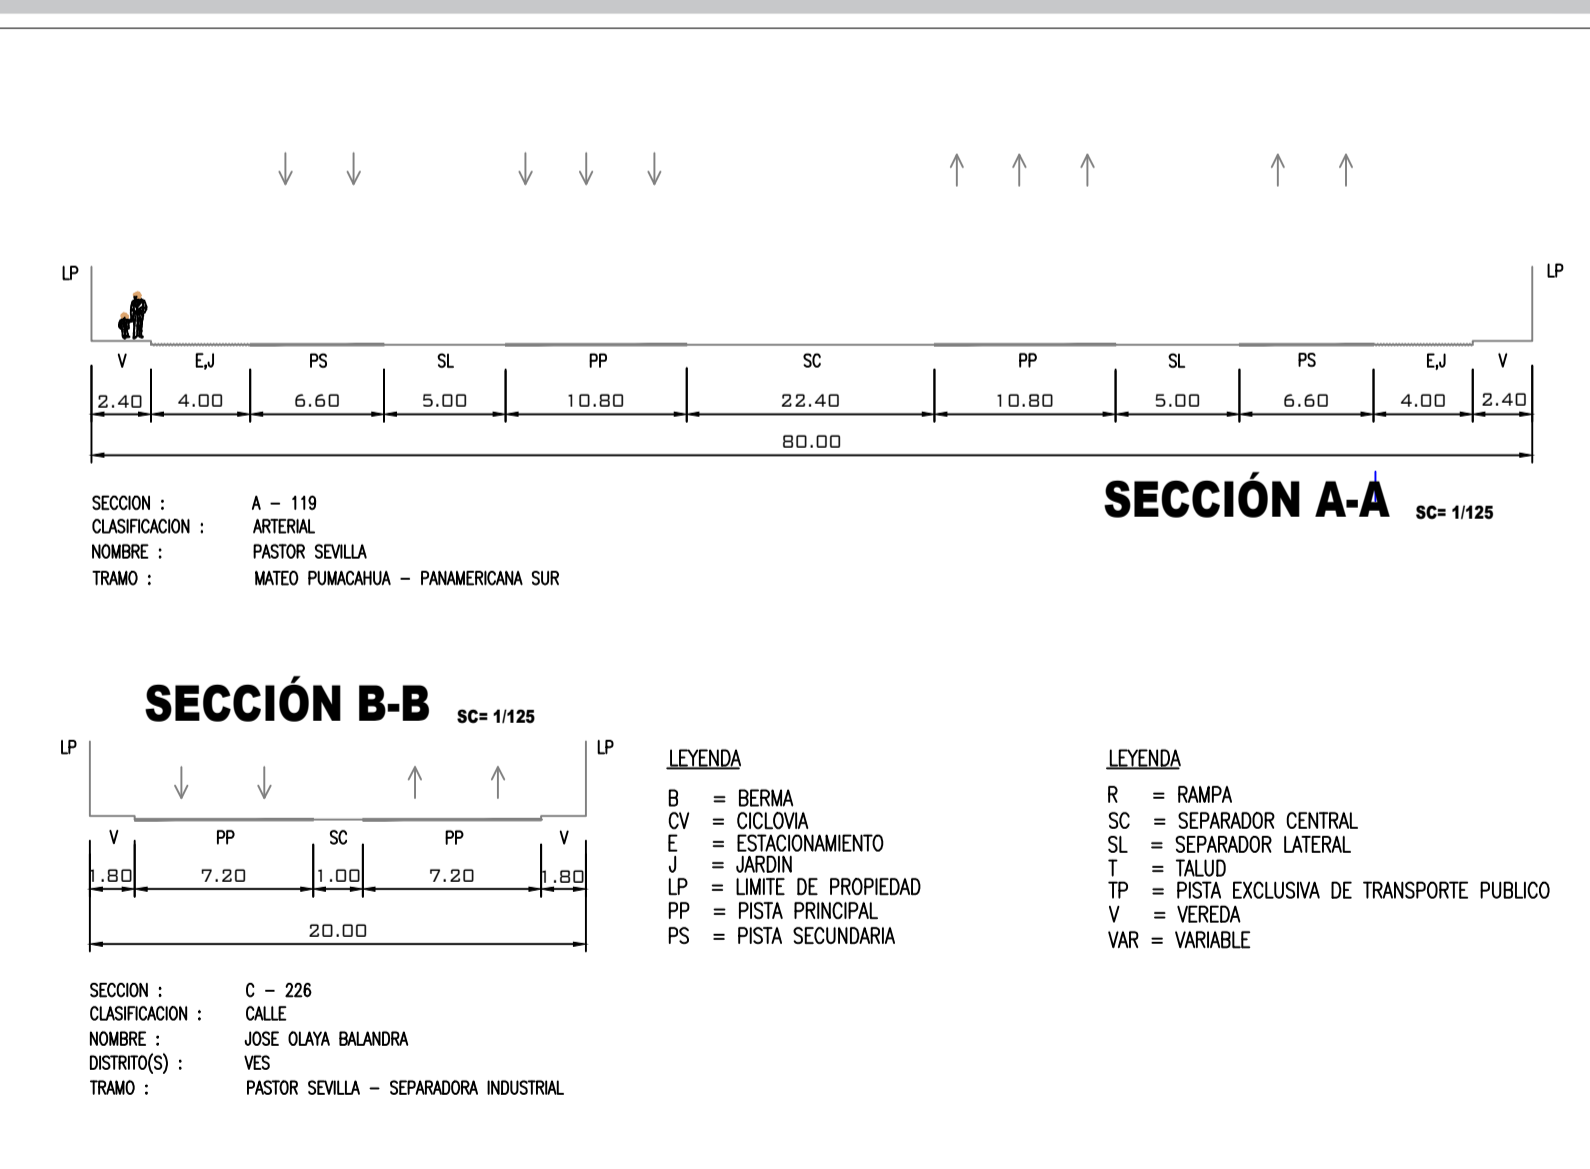 LP LP
V E,J PS SL PP SC PP SL PS E,J V
2.40 4.00 6.60 5.00 10.80 22.40 10.80 5.00 6.60 4.00 2.40
80.00
SECCIÓN A-A SC= 1/125
SECCION : A - 119
CLASIFICACION : ARTERIAL
NOMBRE : PASTOR SEVILLA
TRAMO : MATEO PUMACAHUA - PANAMERICANA SUR
SECCIÓN B-B SC= 1/125
LP LP
V PP SC PP V
1.80 7.20 1.00 7.20 1.80
20.00
SECCION : C - 226
CLASIFICACION : CALLE
NOMBRE : JOSE OLAYA BALANDRA
DISTRITO(S) : VES
TRAMO : PASTOR SEVILLA - SEPARADORA INDUSTRIAL
LEYENDA
B = BERMA
CV = CICLOVIA
E = ESTACIONAMIENTO
J = JARDIN
LP = LIMITE DE PROPIEDAD
PP = PISTA PRINCIPAL
PS = PISTA SECUNDARIA
LEYENDA
R = RAMPA
SC = SEPARADOR CENTRAL
SL = SEPARADOR LATERAL
T = TALUD
TP = PISTA EXCLUSIVA DE TRANSPORTE PUBLICO
V = VEREDA
VAR = VARIABLE